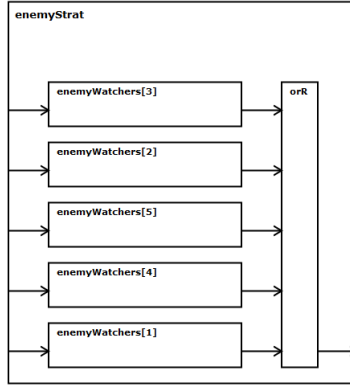 enemyStrat
enemyWatchers[3]
orR
enemyWatchers[2]
enemyWatchers[5]
enemyWatchers[4]
enemyWatchers[1]